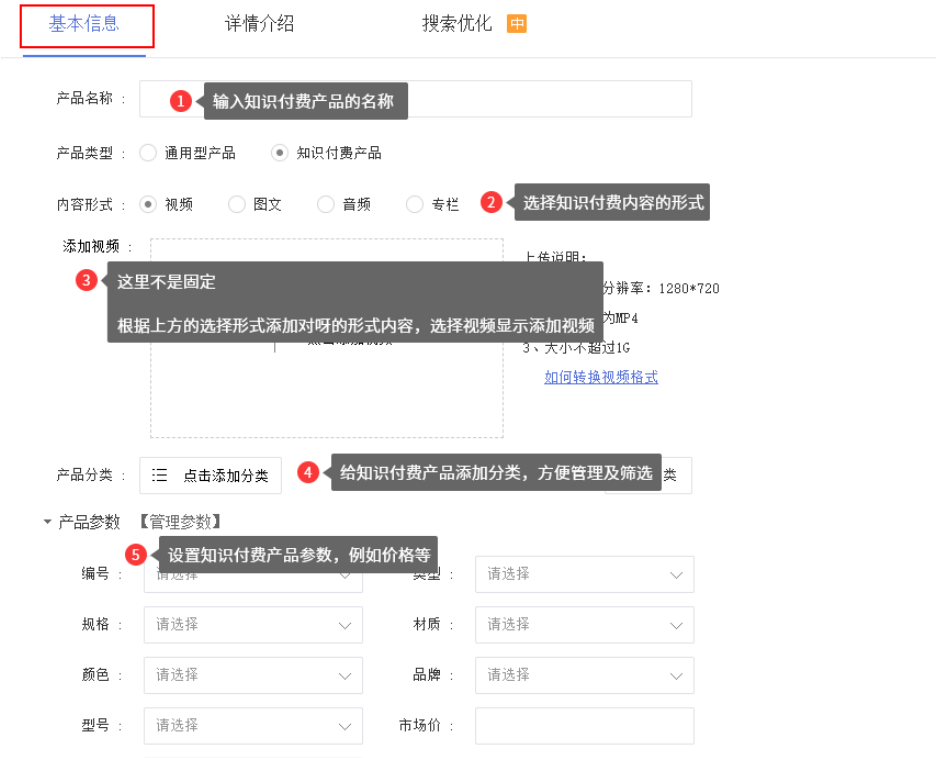 基本信息 详情介绍 搜索优化 中
产品名称 : 1 输入知识付费产品的名称
产品类型 : 通用型产品 知识付费产品
内容形式 : 视频 图文 音频 专栏 2 选择知识付费内容的形式
添加视频 :
上传说明:
3 这里不是固定
分辨率: 1280*720
根据上方的选择形式添加对呀的形式内容，选择视频显示添加视频
为MP4
3、大小不超过1G
如何转换视频格式
产品分类 : 点击添加分类 4 给知识付费产品添加分类，方便管理及筛选 类
产品参数 【管理参数】
5 设置知识付费产品参数，例如价格等
编号 : 请选择 类型 : 请选择
规格 : 请选择 材质 : 请选择
颜色 : 请选择 品牌 : 请选择
型号 : 请选择 市场价 :